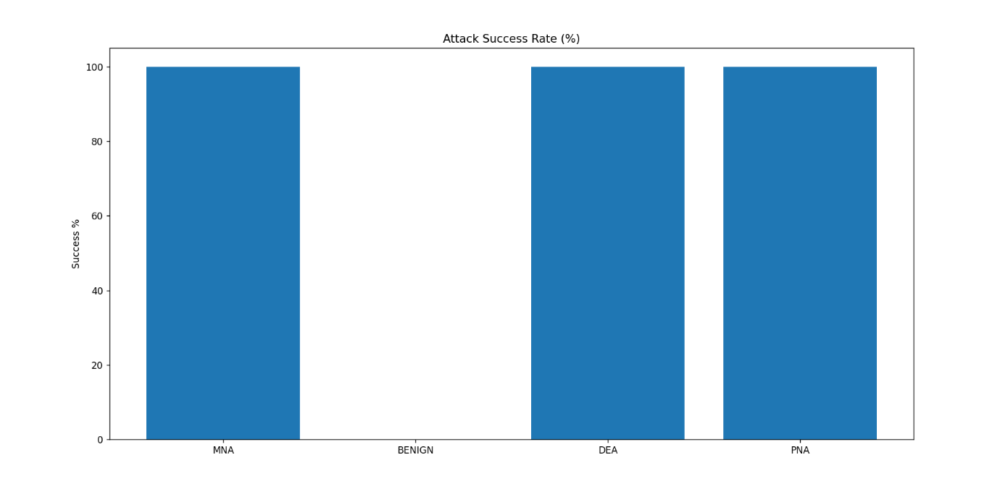 Attack Success Rate (%)
Success %
100
80
60
40
20
0
MNA BENIGN DEA PNA